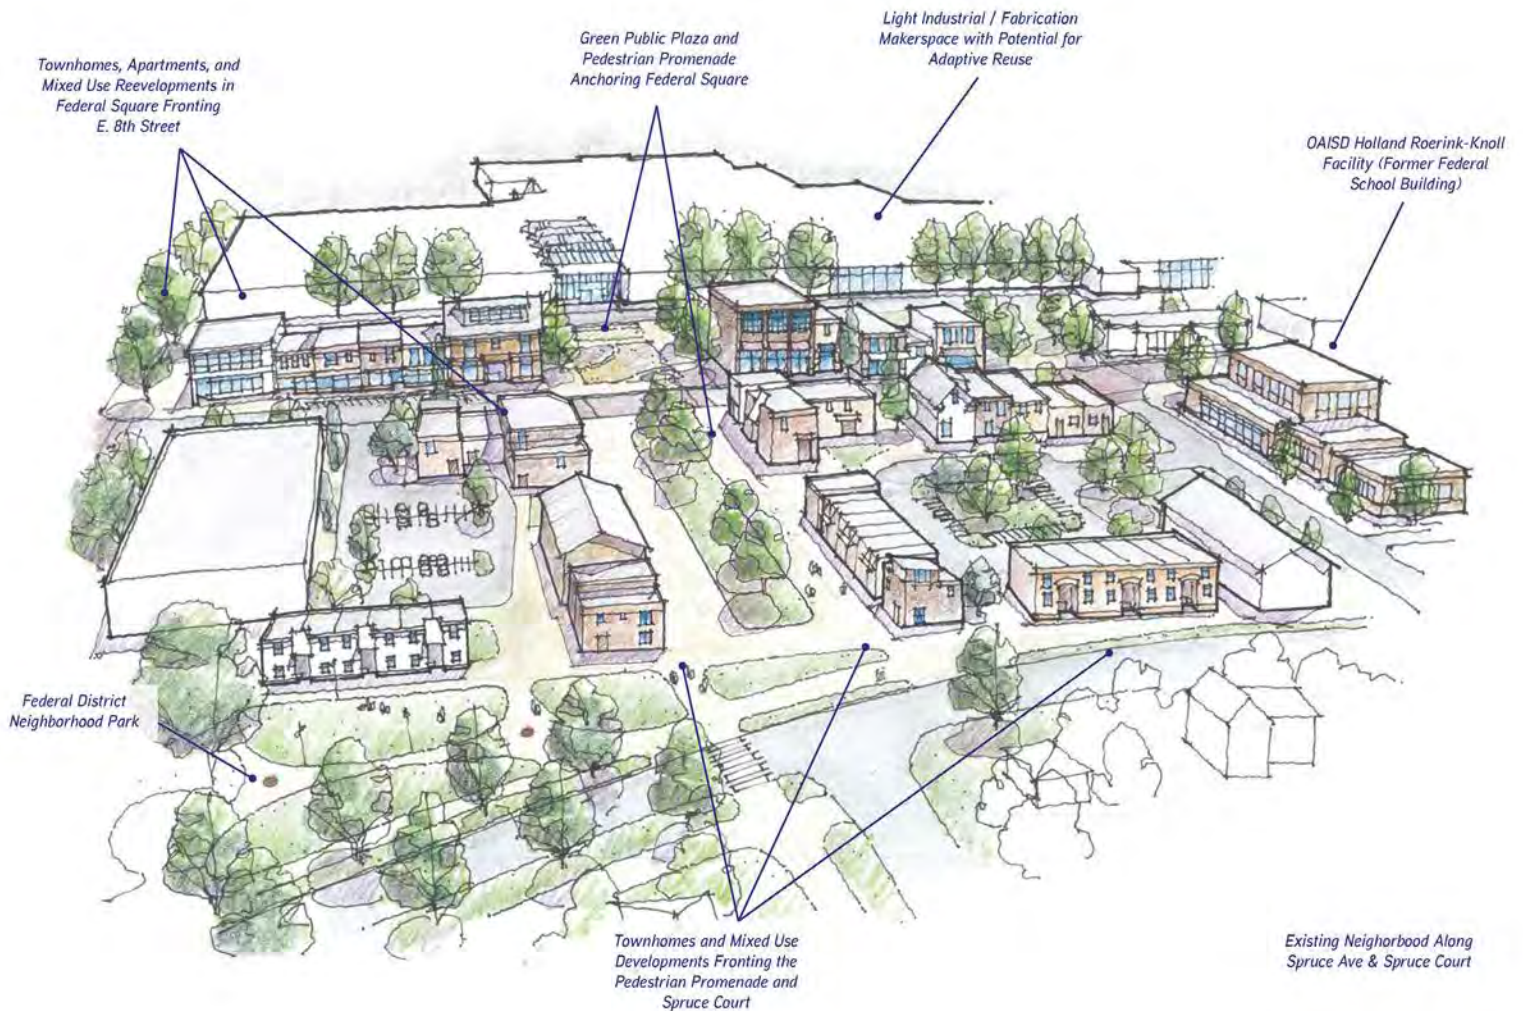 Light Industrial / Fabrication
Makerspace with Potential for
Adaptive Reuse
Green Public Plaza and
Pedestrian Promenade
Anchoring Federal Square
Townhomes, Apartments, and
Mixed Use Reevelopments in
Federal Square Fronting
E. 8th Street
OAISD Holland Roerink-Knoll
Facility (Former Federal
School Building)
Federal District
Neighborhood Park
Townhomes and Mixed Use
Developments Fronting the
Pedestrian Promenade and
Spruce Court
Existing Neighorbood Along
Spruce Ave & Spruce Court